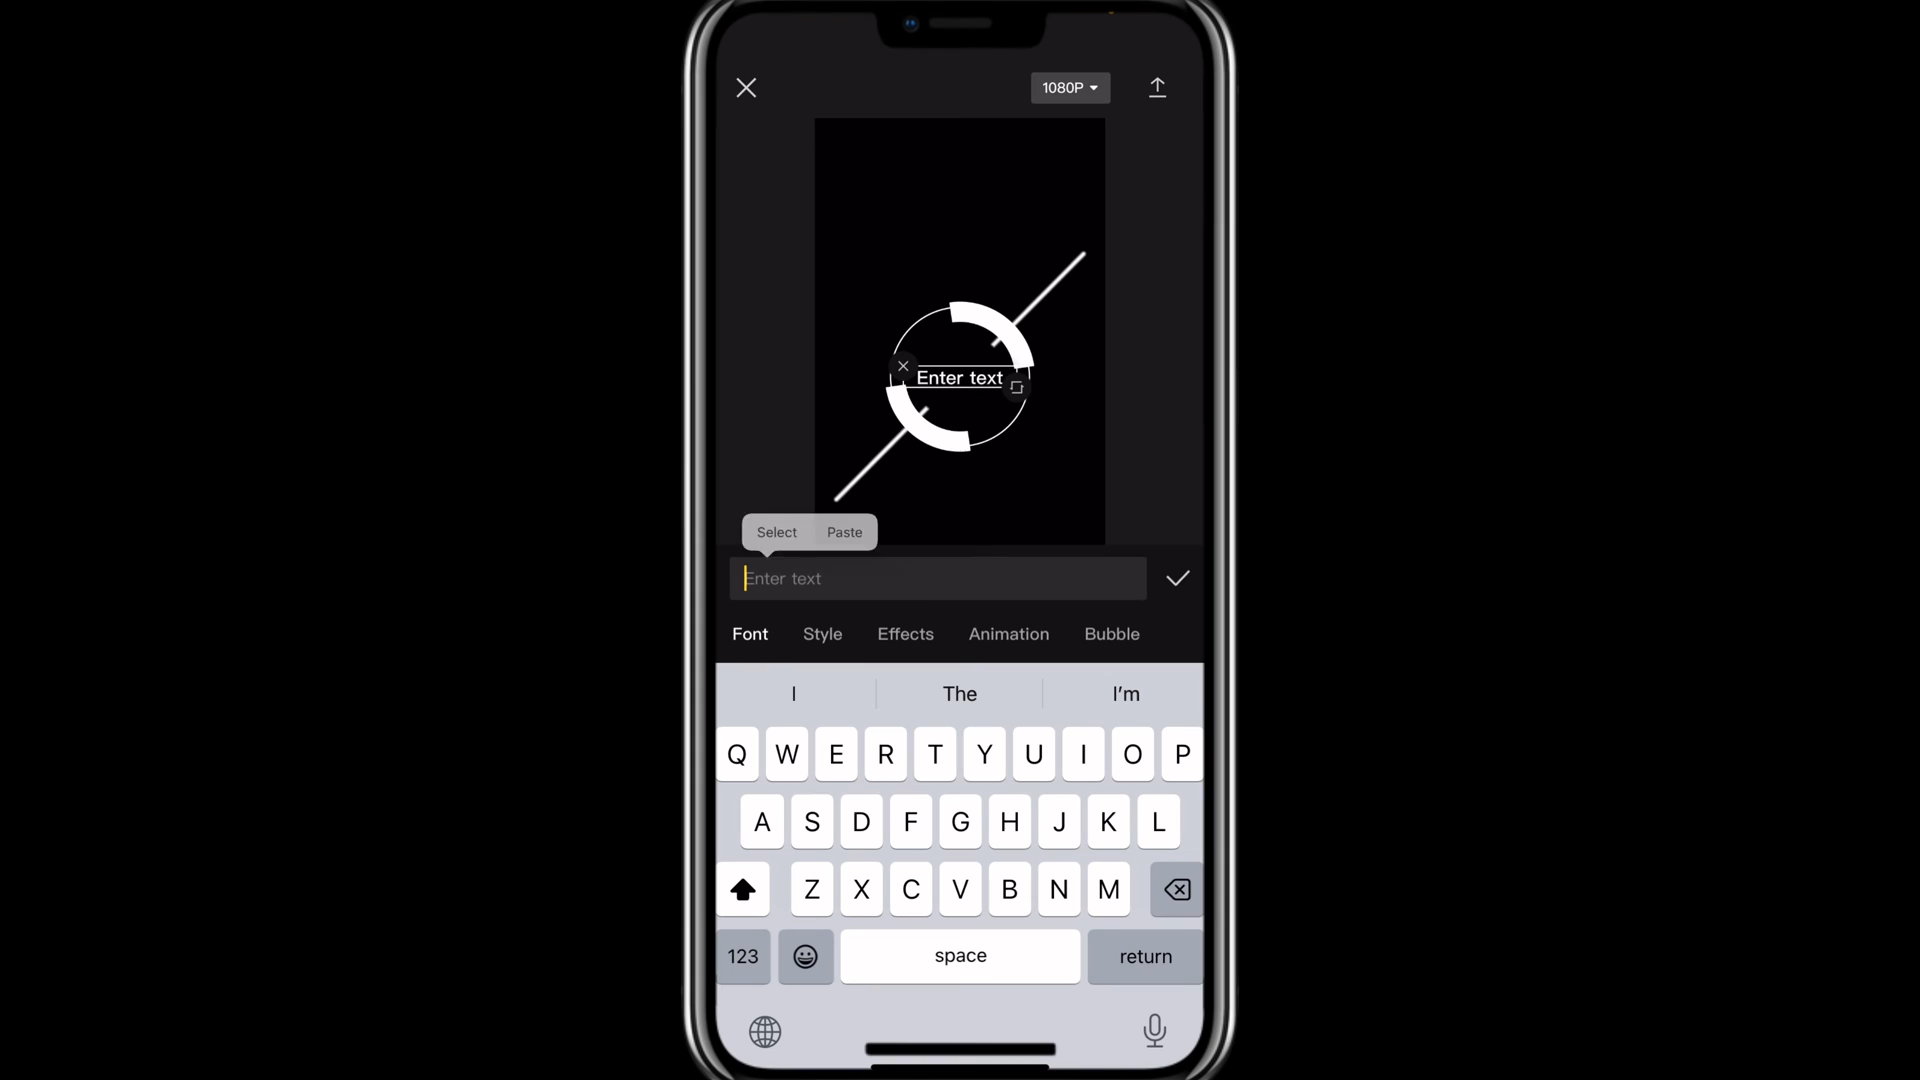 1080P
Enter text
Select Paste
Enter text
Font Style Effects Animation Bubble
I The I'm
Q W E R T Y U I O P
A S D F G H J K L
Z X C V B N M
123 space return